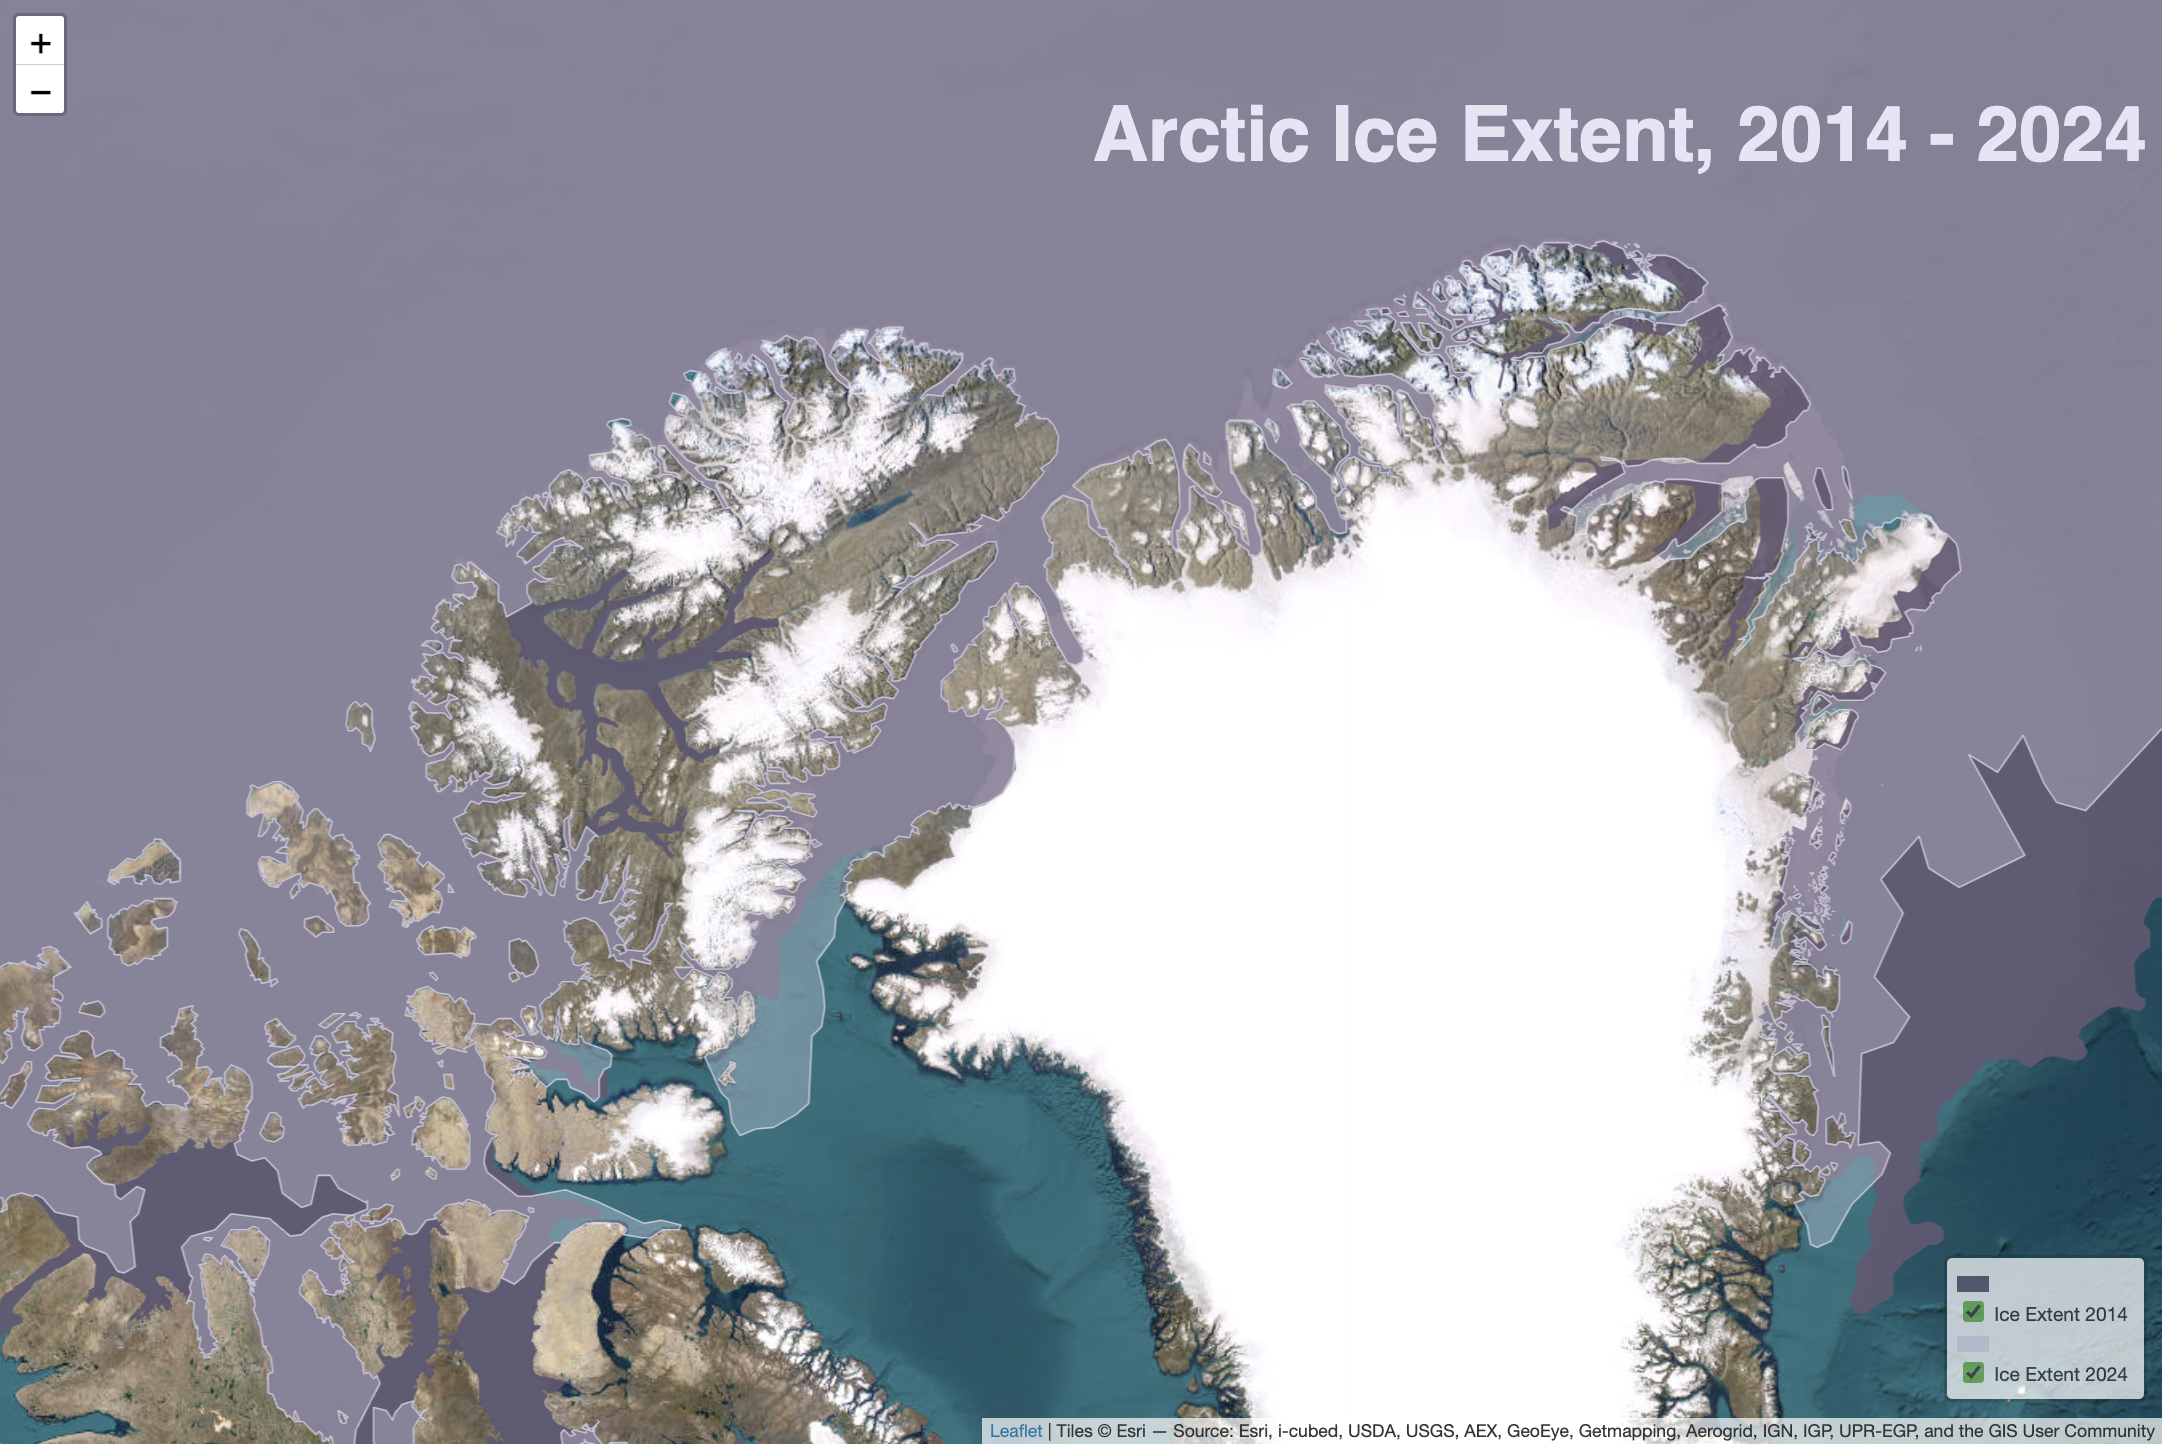 +
−
Arctic Ice Extent, 2014 - 2024
Ice Extent 2014
Ice Extent 2024
Leaflet | Tiles © Esri — Source: Esri, i-cubed, USDA, USGS, AEX, GeoEye, Getmapping, Aerogrid, IGN, IGP, UPR-EGP, and the GIS User Community